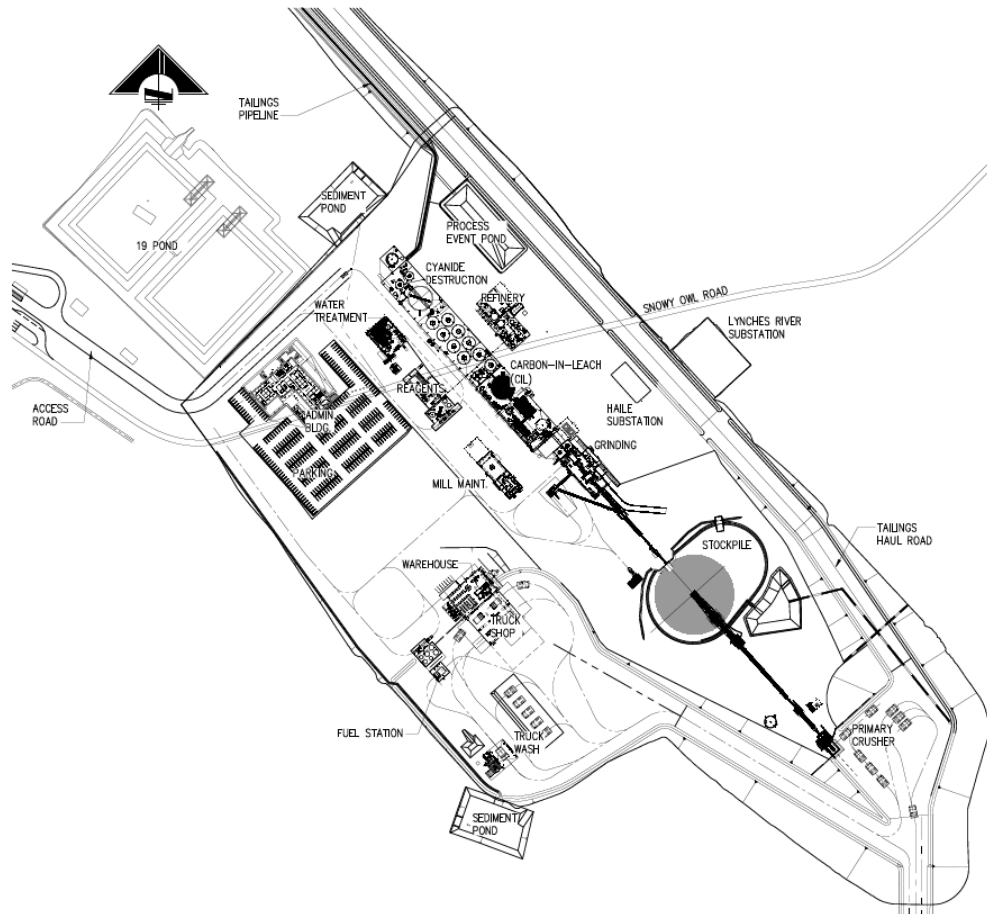 TAILINGS
PIPELINE
SEDIMENT
POND
PROCESS
EVENT POND
19 POND
CYANIDE
DESTRUCTION
REFINERY
SNOWY OWL ROAD
WATER
TREATMENT
LYNCHES RIVER
SUBSTATION
CARBON-IN-LEACH
(CIL)
REAGENTS
ACCESS
ROAD
ADMIN
BLDG.
HAILE
SUBSTATION
GRINDING
PARKING
MILL MAINT.
STOCKPILE
TAILINGS
HAUL ROAD
WAREHOUSE
TRUCK
SHOP
FUEL STATION
TRUCK
WASH
PRIMARY
CRUSHER
SEDIMENT
POND